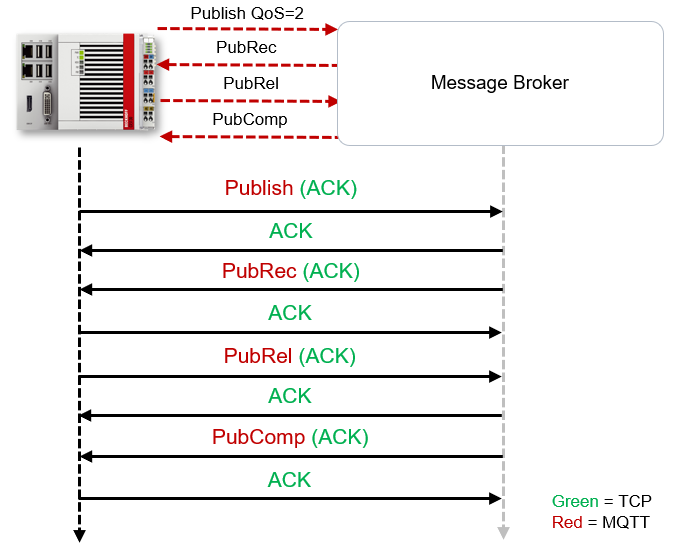 Publish QoS=2
PubRec
PubRel
PubComp
Message Broker
Publish (ACK)
ACK
PubRec (ACK)
ACK
PubRel (ACK)
ACK
PubComp (ACK)
ACK
Green = TCP
Red = MQTT